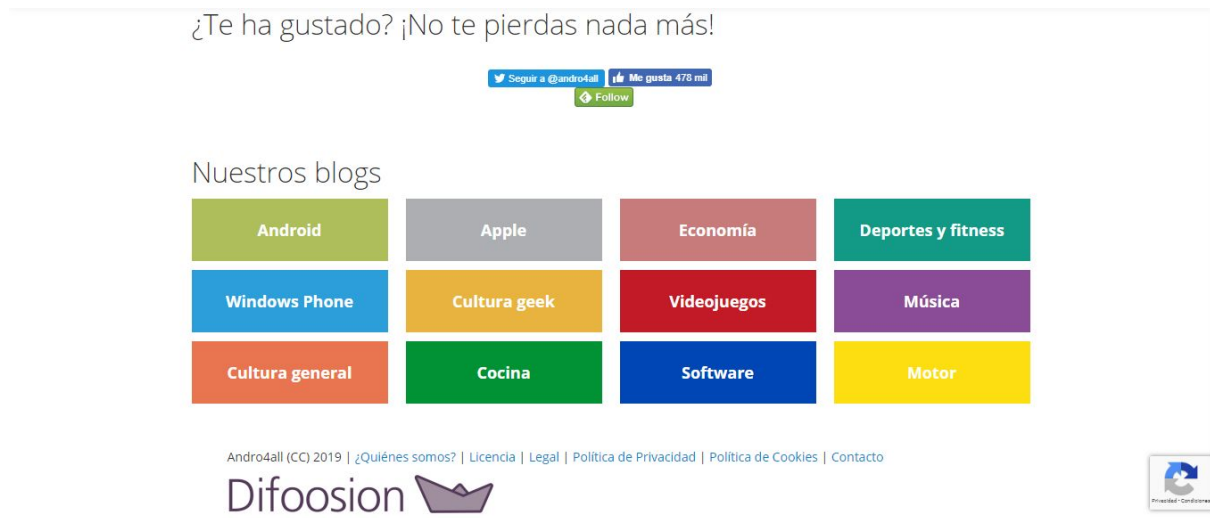 ¿Te ha gustado? ¡No te pierdas nada más!
Seguir a @andro4all Me gusta 478 mil
Follow
Nuestros blogs
Android Apple Economía Deportes y fitness
Windows Phone Cultura geek Videojuegos Música
Cultura general Cocina Software Motor
Andro4all (CC) 2019 | ¿Quiénes somos? | Licencia | Legal | Política de Privacidad | Política de Cookies | Contacto
Difoosion
Privacidad - Condiciones